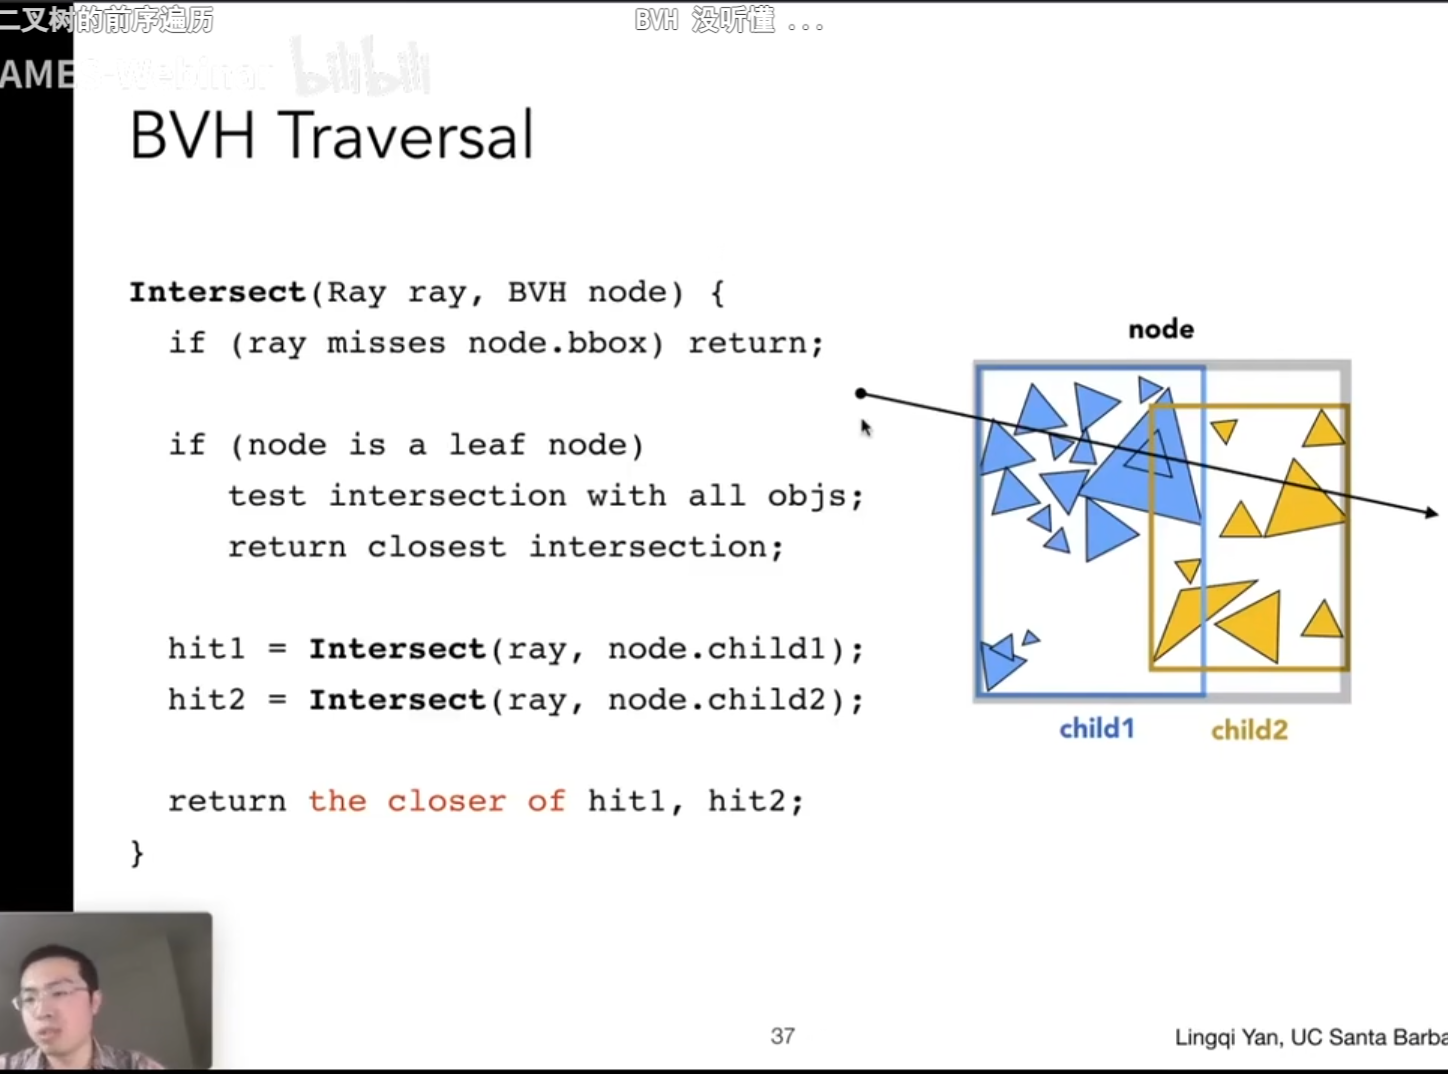 二叉树的前序遍历
BVH 没听懂 ...
AMES-Webinar bilibili
BVH Traversal
Intersect(Ray ray, BVH node) {
if (ray misses node.bbox) return;
if (node is a leaf node)
test intersection with all objs;
return closest intersection;
hit1 = Intersect(ray, node.child1);
hit2 = Intersect(ray, node.child2);
return the closer of hit1, hit2;
}
node
child1
child2
37
Lingqi Yan, UC Santa Barba